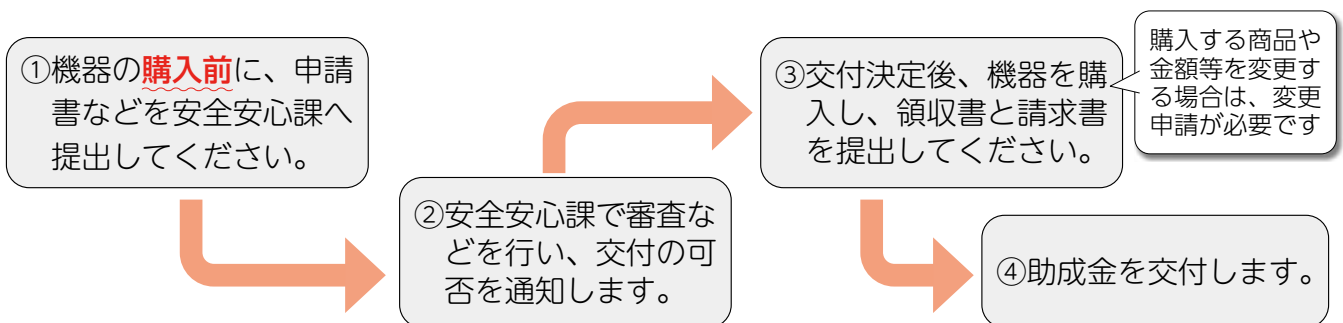 ①機器の購入前に、申請
書などを安全安心課へ
提出してください。
②安全安心課で審査な
どを行い、交付の可
否を通知します。
③交付決定後、機器を購
入し、領収書と請求書
を提出してください。
購入する商品や
金額等を変更す
る場合は、変更
申請が必要です
④助成金を交付します。